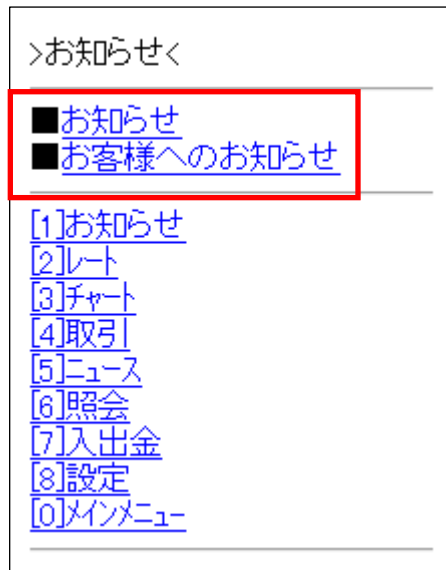 >お知らせ<
■お知らせ
■お客様へのお知らせ
[1]お知らせ
[2]ﾚｰﾄ
[3]ﾁｬｰﾄ
[4]取引
[5]ﾆｭｰｽ
[6]照会
[7]入出金
[8]設定
[0]ﾒｲﾝﾒﾆｭｰ